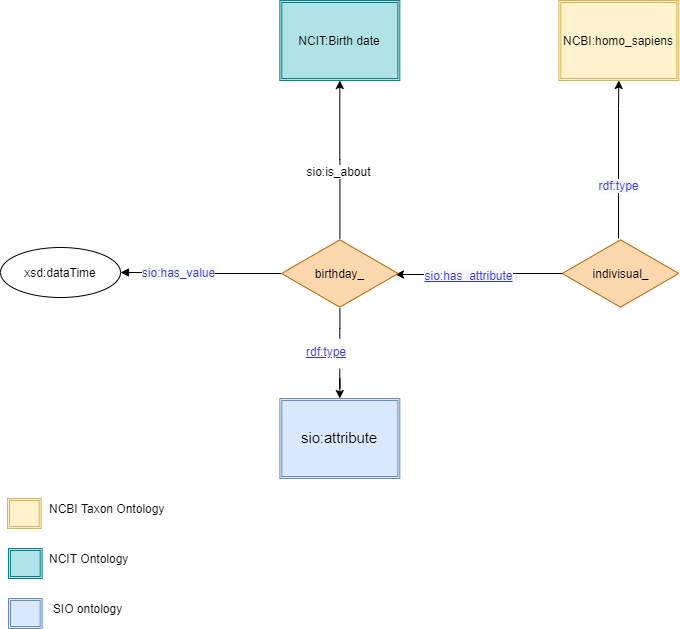 NCIT:Birth date
NCBI:homo_sapiens
sio:is_about
rdf:type
xsd:dataTime
sio:has_value
birthday_
sio:has_attribute
indivisual_
rdf:type
sio:attribute
NCBI Taxon Ontology
NCIT Ontology
SIO ontology